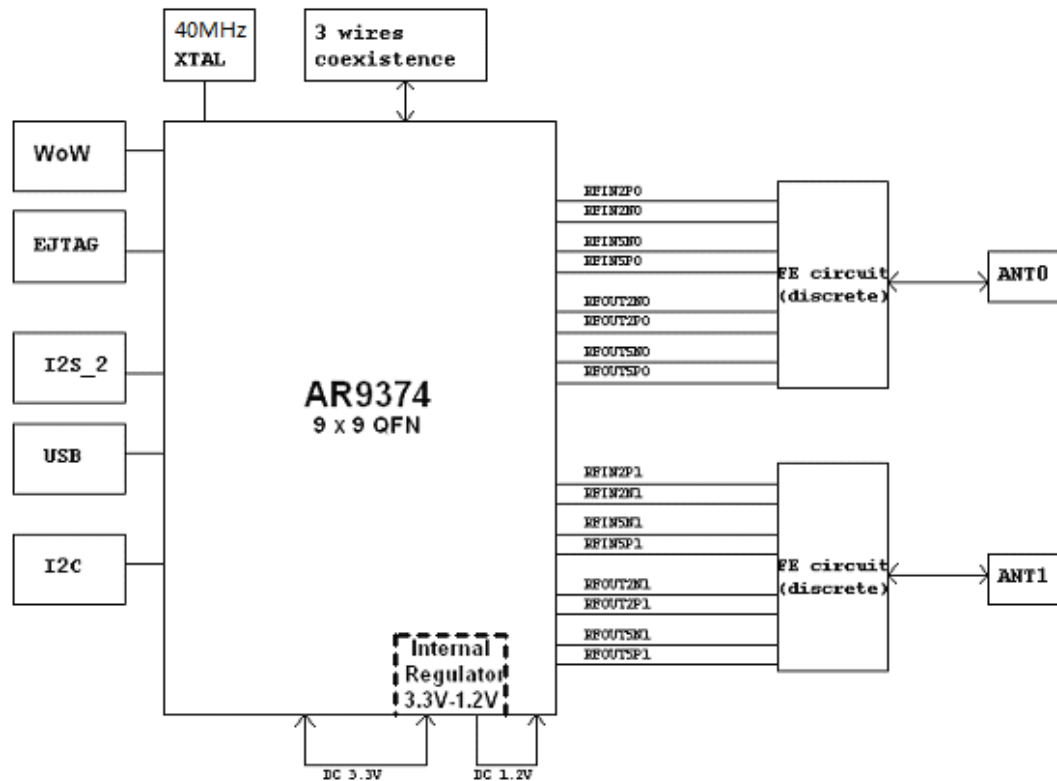 40MHz
XTAL
3 wires
coexistence
WoW
EJTAG
I2S_2
USB
I2C
AR9374
9 x 9 QFN
RFIN2P0
RFIN2N0
RFIN5N0
RFIN5P0
RFOUT2N0
RFOUT2P0
RFOUT5N0
RFOUT5P0
FE circuit
(discrete)
ANT0
RFIN2P1
RFIN2N1
RFIN5N1
RFIN5P1
RFOUT2N1
RFOUT2P1
RFOUT5N1
RFOUT5P1
FE circuit
(discrete)
ANT1
Internal
Regulator
3.3V-1.2V
DC 3.3V
DC 1.2V